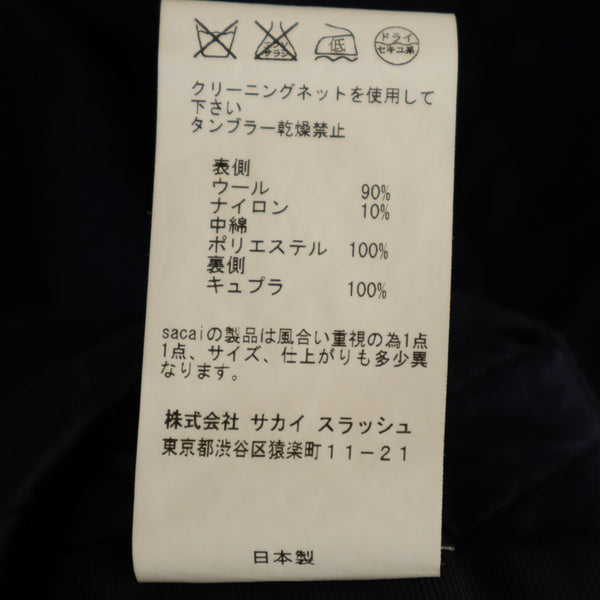 低 ドライ
エンソ サラシ セキユ系
クリーニングネットを使用して
下さい
タンブラー乾燥禁止
表側
ウール 90%
ナイロン 10%
中綿
ポリエステル 100%
裏側
キュプラ 100%
sacaiの製品は風合い重視の為1点
1点、サイズ、仕上がりも多少異
なります。
株式会社 サカイ スラッシュ
東京都渋谷区猿楽町11-21
日本製